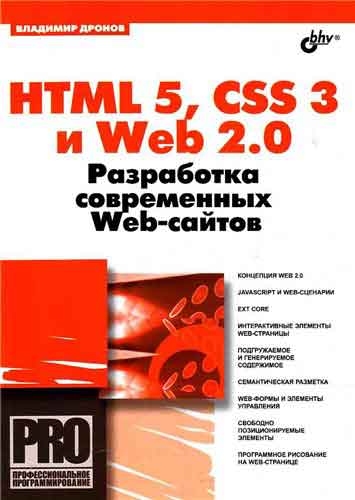 ВЛАДИМИР ДРОНОВ
bhv®
HTML 5, CSS 3
и Web 2.0
Разработка
современных
Web-сайтов
КОНЦЕПЦИЯ WEB 2.0
JAVASCRIPT И WEB-СЦЕНАРИИ
EXT CORE
ИНТЕРАКТИВНЫЕ ЭЛЕМЕНТЫ
WEB-СТРАНИЦЫ
ПОДГРУЖАЕМОЕ
И ГЕНЕРИРУЕМОЕ
СОДЕРЖИМОЕ
СЕМАНТИЧЕСКАЯ РАЗМЕТКА
WEB-ФОРМЫ И ЭЛЕМЕНТЫ
УПРАВЛЕНИЯ
СВОБОДНО
ПОЗИЦИОНИРУЕМЫЕ
ЭЛЕМЕНТЫ
ПРОГРАММНОЕ РИСОВАНИЕ
НА WEB-СТРАНИЦЕ
PRO
ПРОФЕССИОНАЛЬНОЕ
ПРОГРАММИРОВАНИЕ